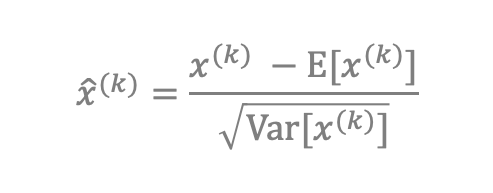 x̂^(k) = (x^(k) − E[x^(k)]) / √(Var[x^(k)])